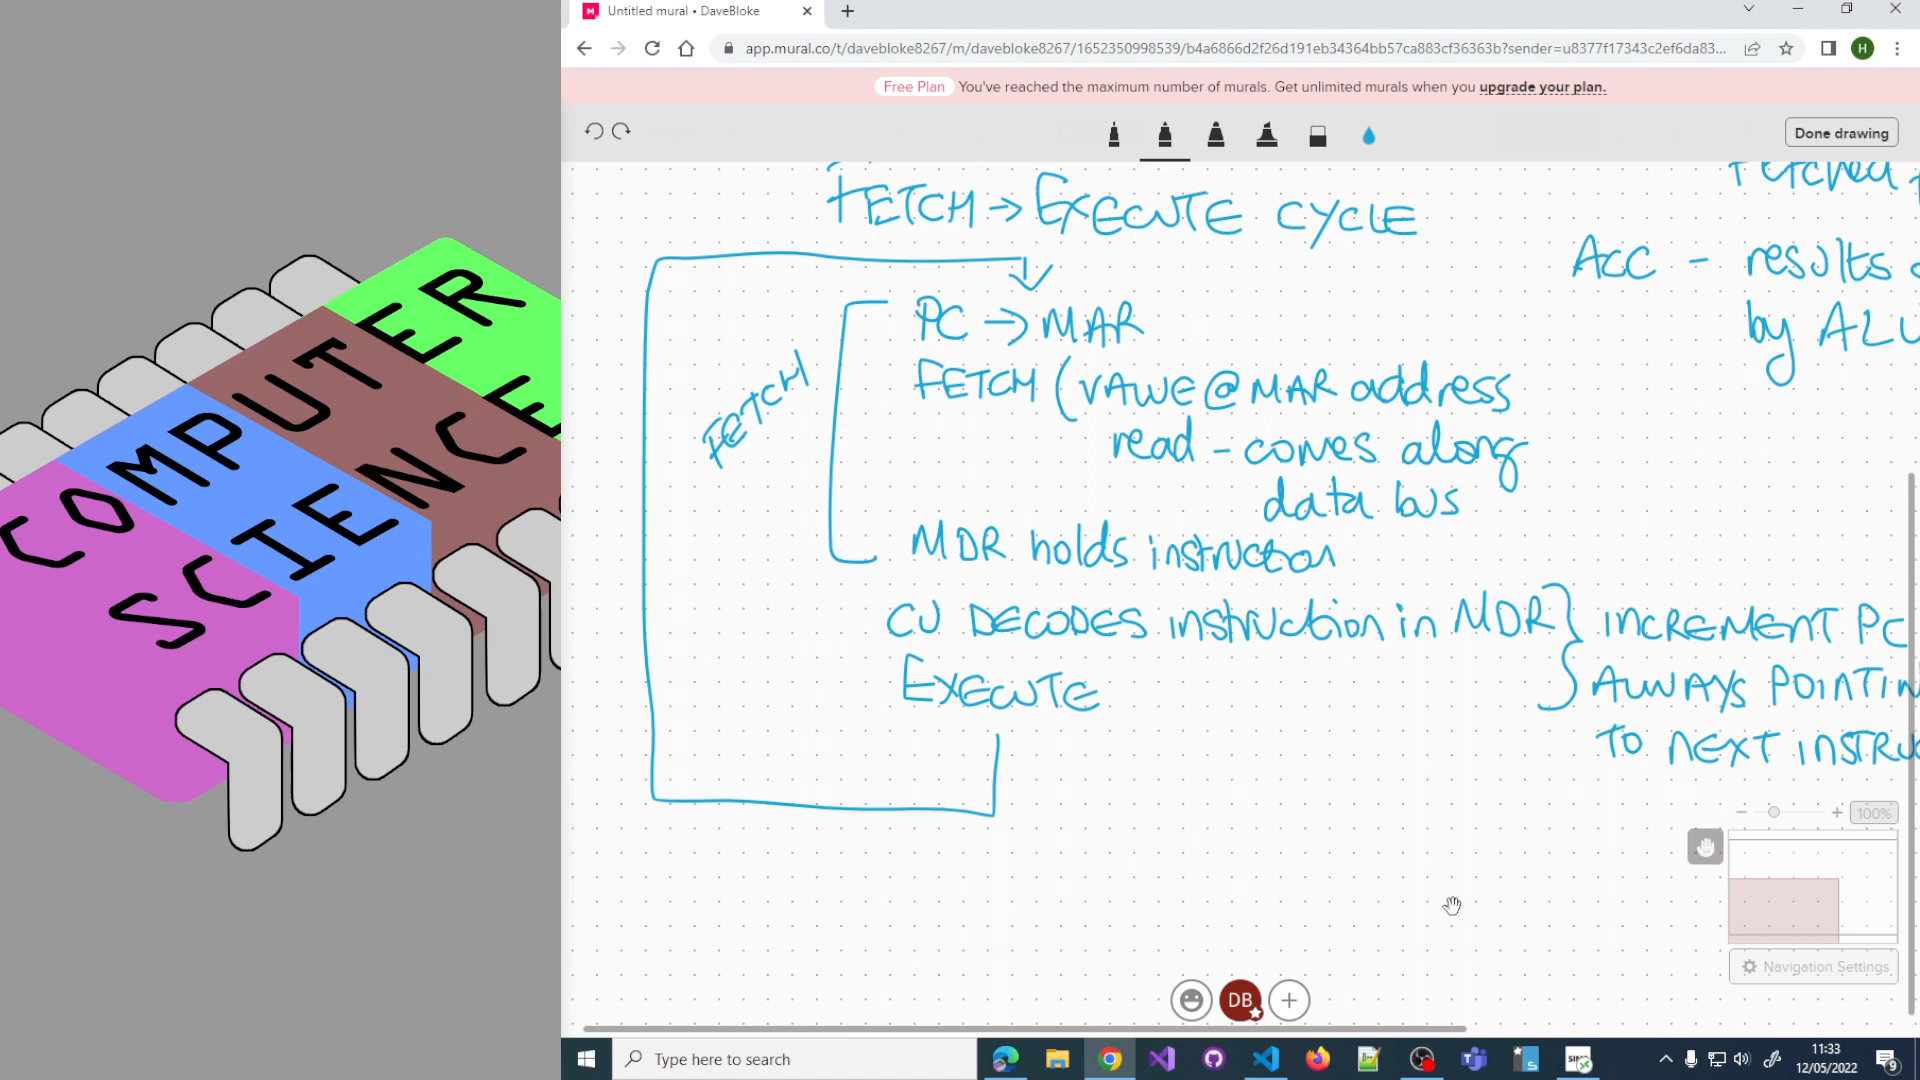 COMPUTER
SCIENCE
Untitled mural • DaveBloke
app.mural.co/t/davebloke8267/m/davebloke8267/1652350998539/b4a6866d2f26d191eb34364bb57ca883cf36363b?sender=u8377f17343c2ef6da83...
H
Free Plan You've reached the maximum number of murals. Get unlimited murals when you upgrade your plan.
Done drawing
FETCH → EXECUTE CYCLE
Fetched
ACC - results
by ALU
PC → MAR
FETCH (VALUE @ MAR address
read - comes along
data bus
MDR holds instruction
FETCH
CU DECODES instruction in MDR
EXECUTE
INCREMENT PC
ALWAYS POINTIN
TO NEXT INSTRU
100%
Navigation Settings
DB
Type here to search
11:33
12/05/2022
9